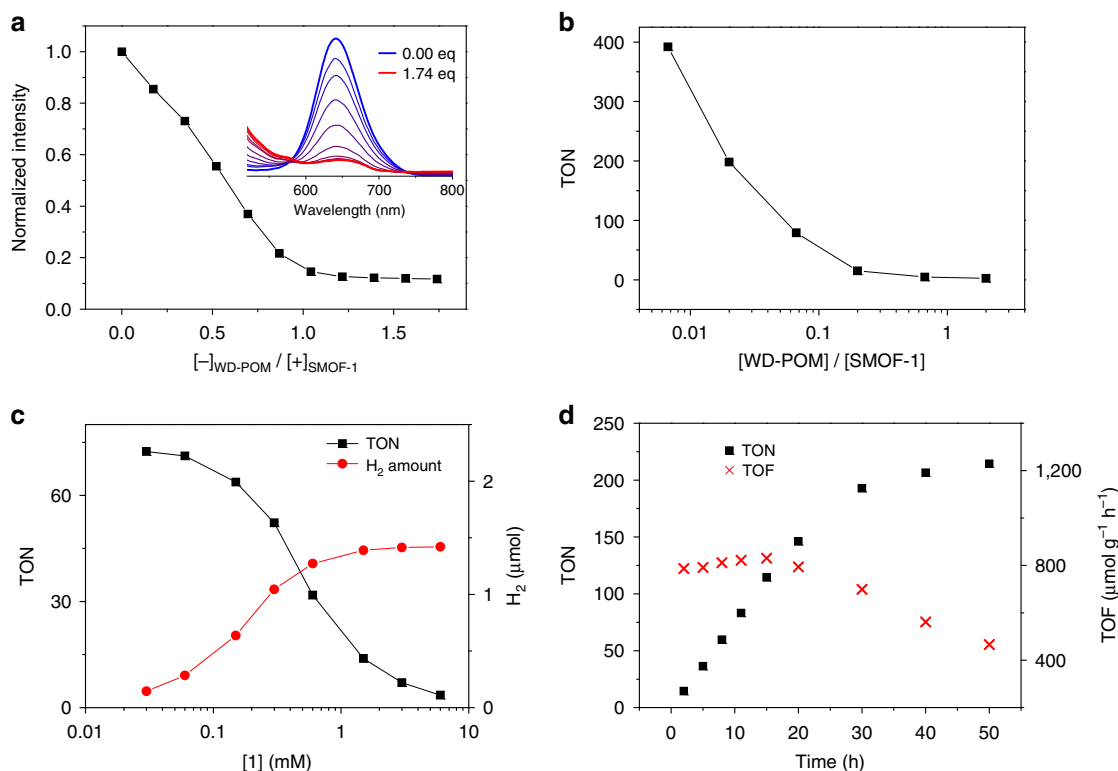 a
1.0
0.8
0.6
0.4
0.2
0.0
Normalized intensity
0.0 0.5 1.0 1.5
[–]WD-POM / [+]SMOF-1
0.00 eq
1.74 eq
600 700 800
Wavelength (nm)
b
400
300
200
100
0
TON
0.01 0.1 1
[WD-POM] / [SMOF-1]
c
60
30
0
TON
TON
H2 amount
2
1
0
H2 (μmol)
0.01 0.1 1 10
[1] (mM)
d
250
200
150
100
75
50
25
0
TON
TON
TOF
1,200
800
400
TOF (μmol g–1 h–1)
0 10 20 30 40 50
Time (h)